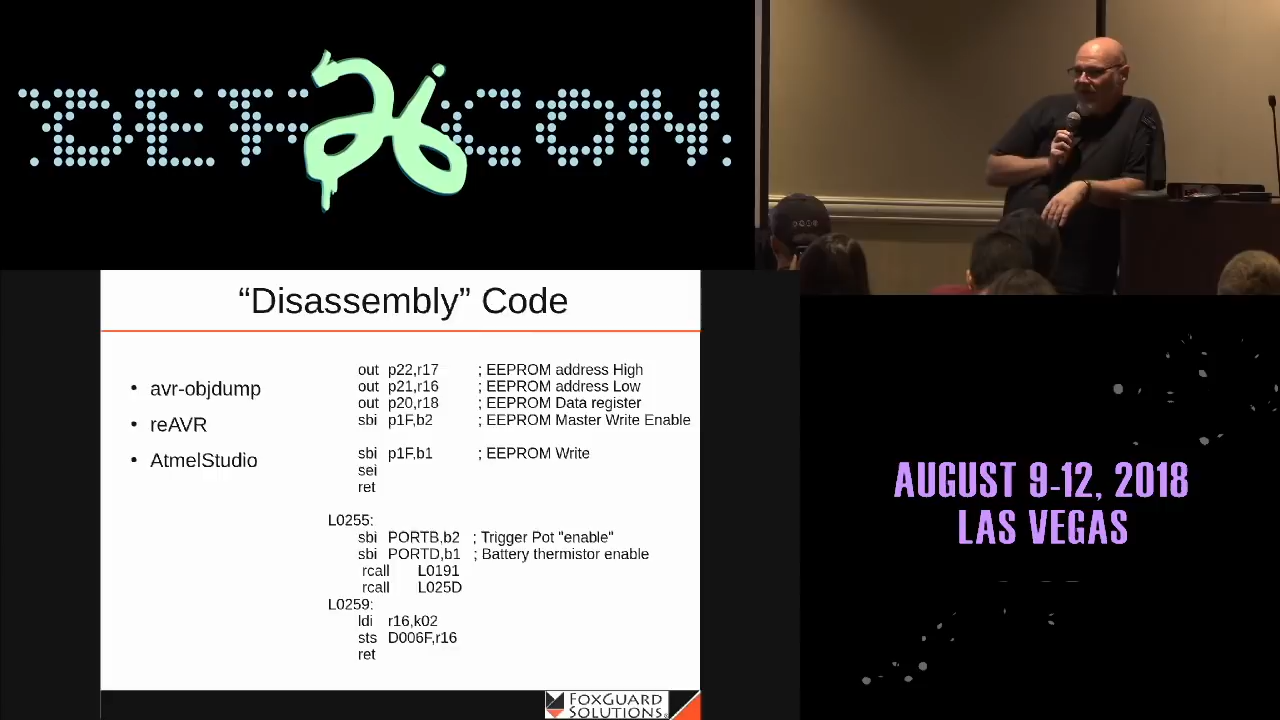 DEF 26 CON
“Disassembly” Code
• avr-objdump
• reAVR
• AtmelStudio
out p22,r17 ; EEPROM address High
out p21,r16 ; EEPROM address Low
out p20,r18 ; EEPROM Data register
sbi p1F,b2 ; EEPROM Master Write Enable
sbi p1F,b1 ; EEPROM Write
sei
ret
L0255:
sbi PORTB,b2 ; Trigger Pot "enable"
sbi PORTD,b1 ; Battery thermistor enable
rcall L0191
rcall L025D
L0259:
ldi r16,k02
sts D006F,r16
ret
FOXGUARD
SOLUTIONS
AUGUST 9-12, 2018
LAS VEGAS